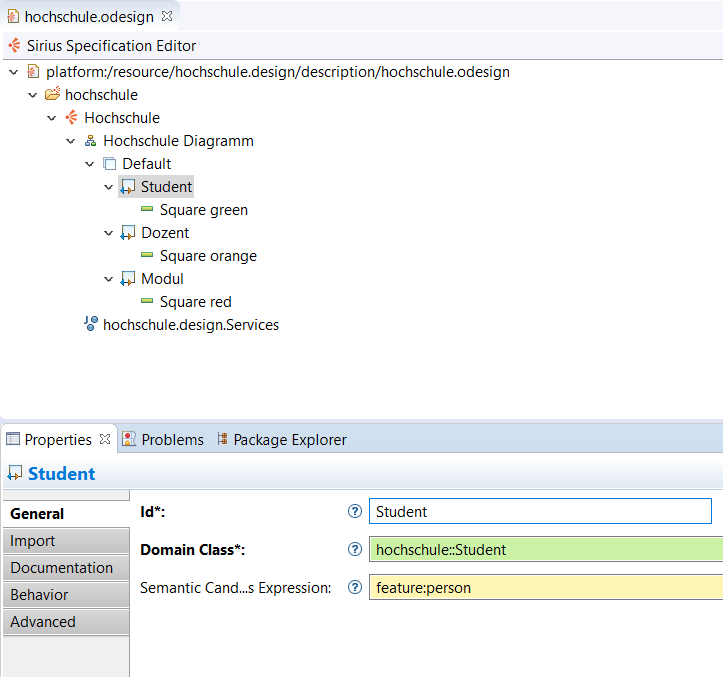 hochschule.odesign
Sirius Specification Editor
platform:/resource/hochschule.design/description/hochschule.odesign
hochschule
Hochschule
Hochschule Diagramm
Default
Student
Square green
Dozent
Square orange
Modul
Square red
hochschule.design.Services
Properties Problems Package Explorer
Student
General
Id*: ? Student
Import
Domain Class*: ? hochschule::Student
Documentation
Semantic Cand...s Expression: ? feature:person
Behavior
Advanced